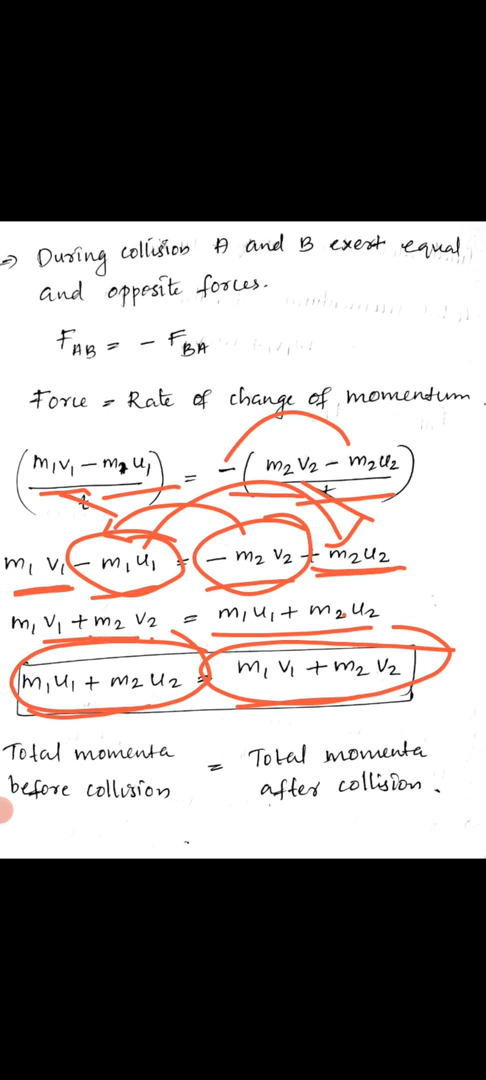 → During collision A and B exert equal
and opposite forces.
F_AB = - F_BA
Force = Rate of change of momentum.
(m₁v₁ - m₁u₁ / t) = - (m₂v₂ - m₂u₂ / t)
m₁v₁ - m₁u₁ = - m₂v₂ + m₂u₂
m₁v₁ + m₂v₂ = m₁u₁ + m₂u₂
m₁u₁ + m₂u₂ = m₁v₁ + m₂v₂
Total momenta before collision = Total momenta after collision.